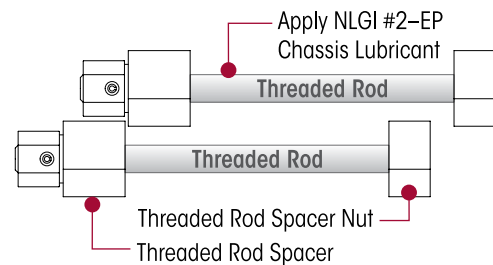 Apply NLGI #2–EP
Chassis Lubricant
Threaded Rod
Threaded Rod
Threaded Rod Spacer Nut
Threaded Rod Spacer